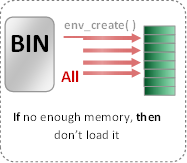 env_create( )
BIN
All
If no enough memory, then
don't load it